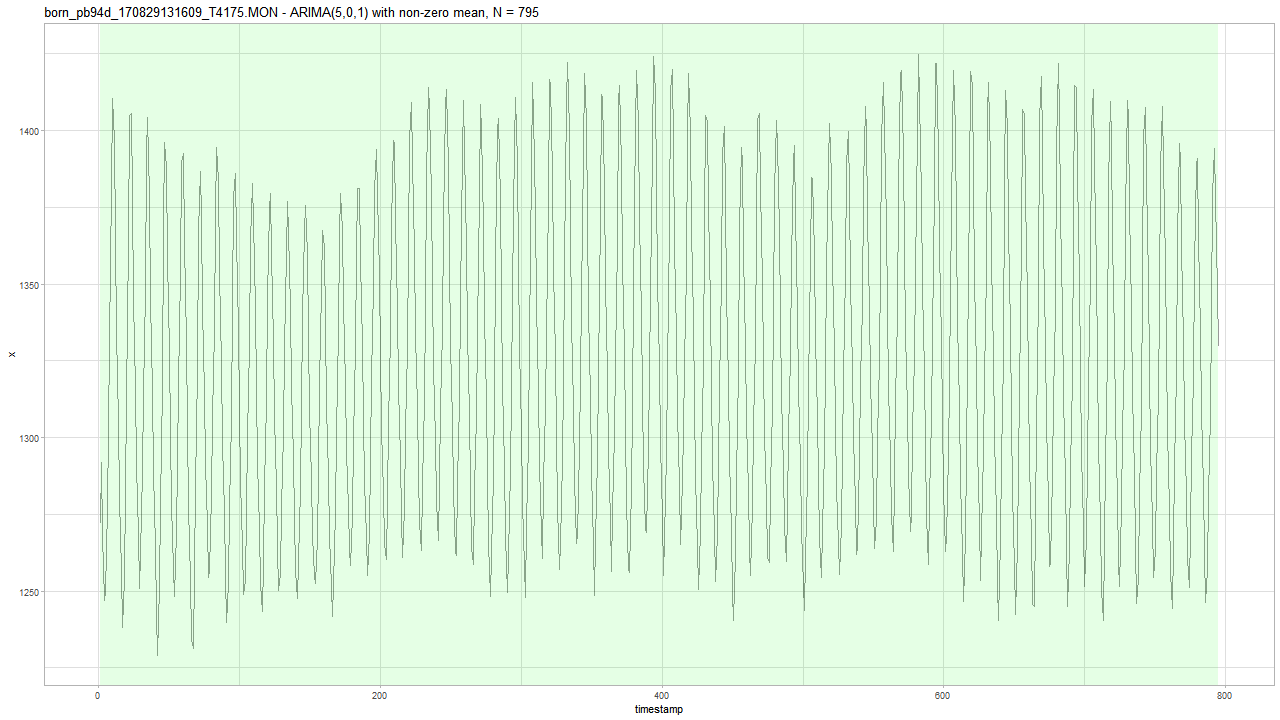 born_pb94d_170829131609_T4175.MON - ARIMA(5,0,1) with non-zero mean, N = 795
1400
1350
x
1300
1250
0 200 400 600 800
timestamp